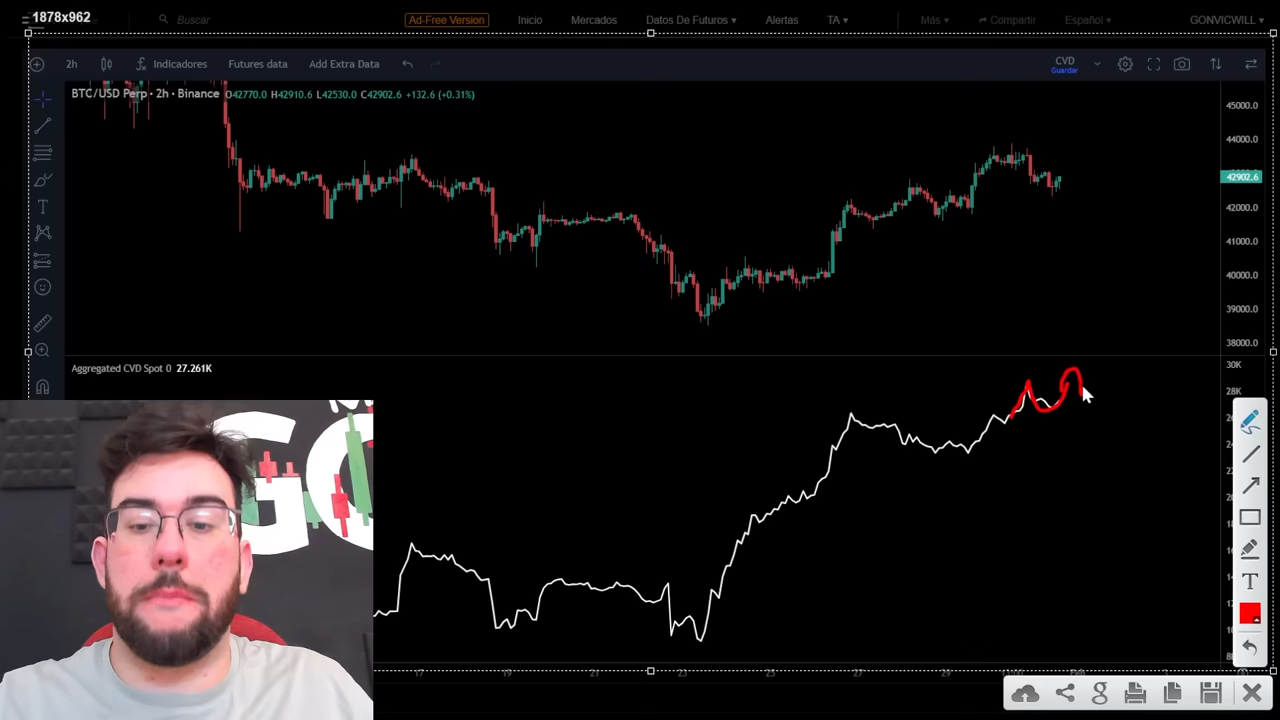 1878x962
Buscar
Ad-Free Version
Inicio
Mercados
Datos De Futuros
Alertas
TA
Más
Compartir
Español
GONVICWILL
2h
Indicadores
Futures data
Add Extra Data
CVD
Guardar
BTC/USD Perp · 2h · Binance O42770.0 H42910.6 L42530.0 C42902.6 +132.6 (+0.31%)
45000.0
44000.0
42902.6
42000.0
41000.0
40000.0
39000.0
38000.0
Aggregated CVD Spot 0 27.261K
30K
28K
GO
T
17
19
21
23
25
27
29
Feb
3